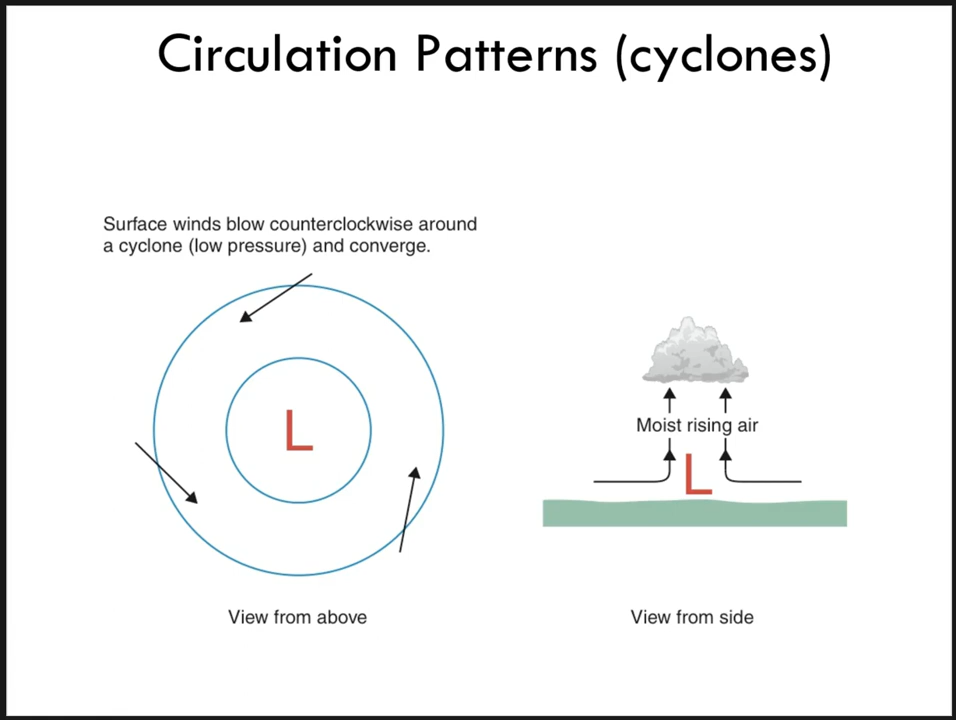 Circulation Patterns (cyclones)
Surface winds blow counterclockwise around
a cyclone (low pressure) and converge.
L
View from above
Moist rising air
L
View from side